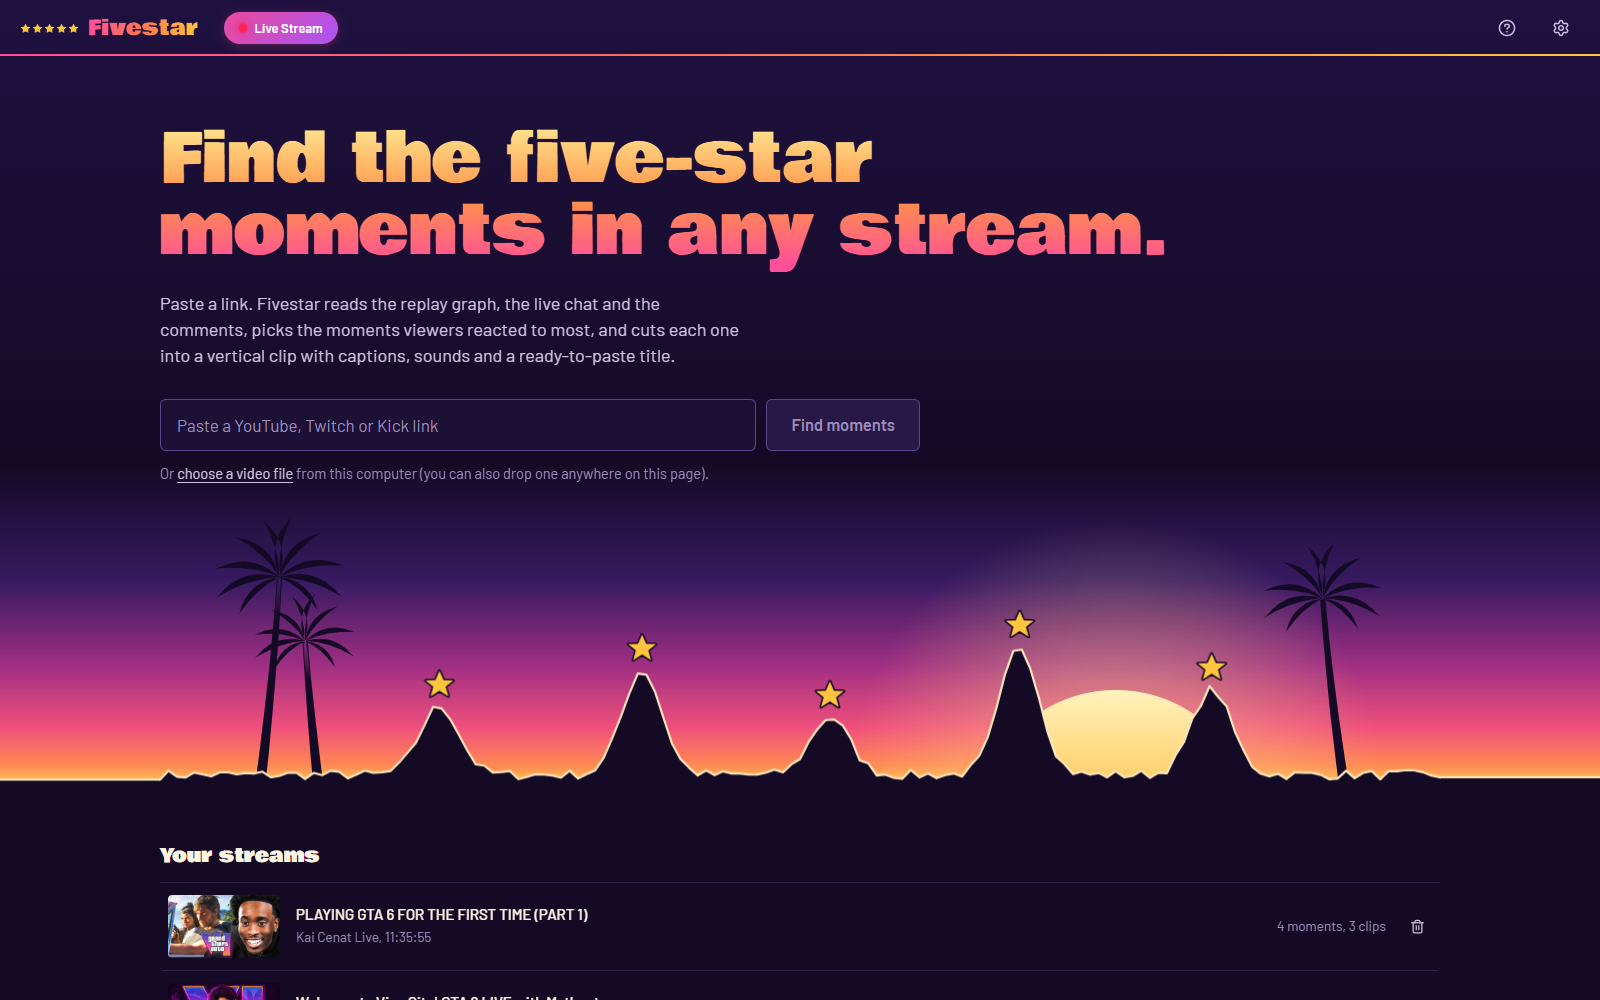 Fivestar
Live Stream
Find the five-star
moments in any stream.
Paste a link. Fivestar reads the replay graph, the live chat and the
comments, picks the moments viewers reacted to most, and cuts each one
into a vertical clip with captions, sounds and a ready-to-paste title.
Paste a YouTube, Twitch or Kick link
Find moments
Or choose a video file from this computer (you can also drop one anywhere on this page).
Your streams
PLAYING GTA 6 FOR THE FIRST TIME (PART 1)
Kai Cenat Live, 11:35:55
4 moments, 3 clips
grand
theft
auto